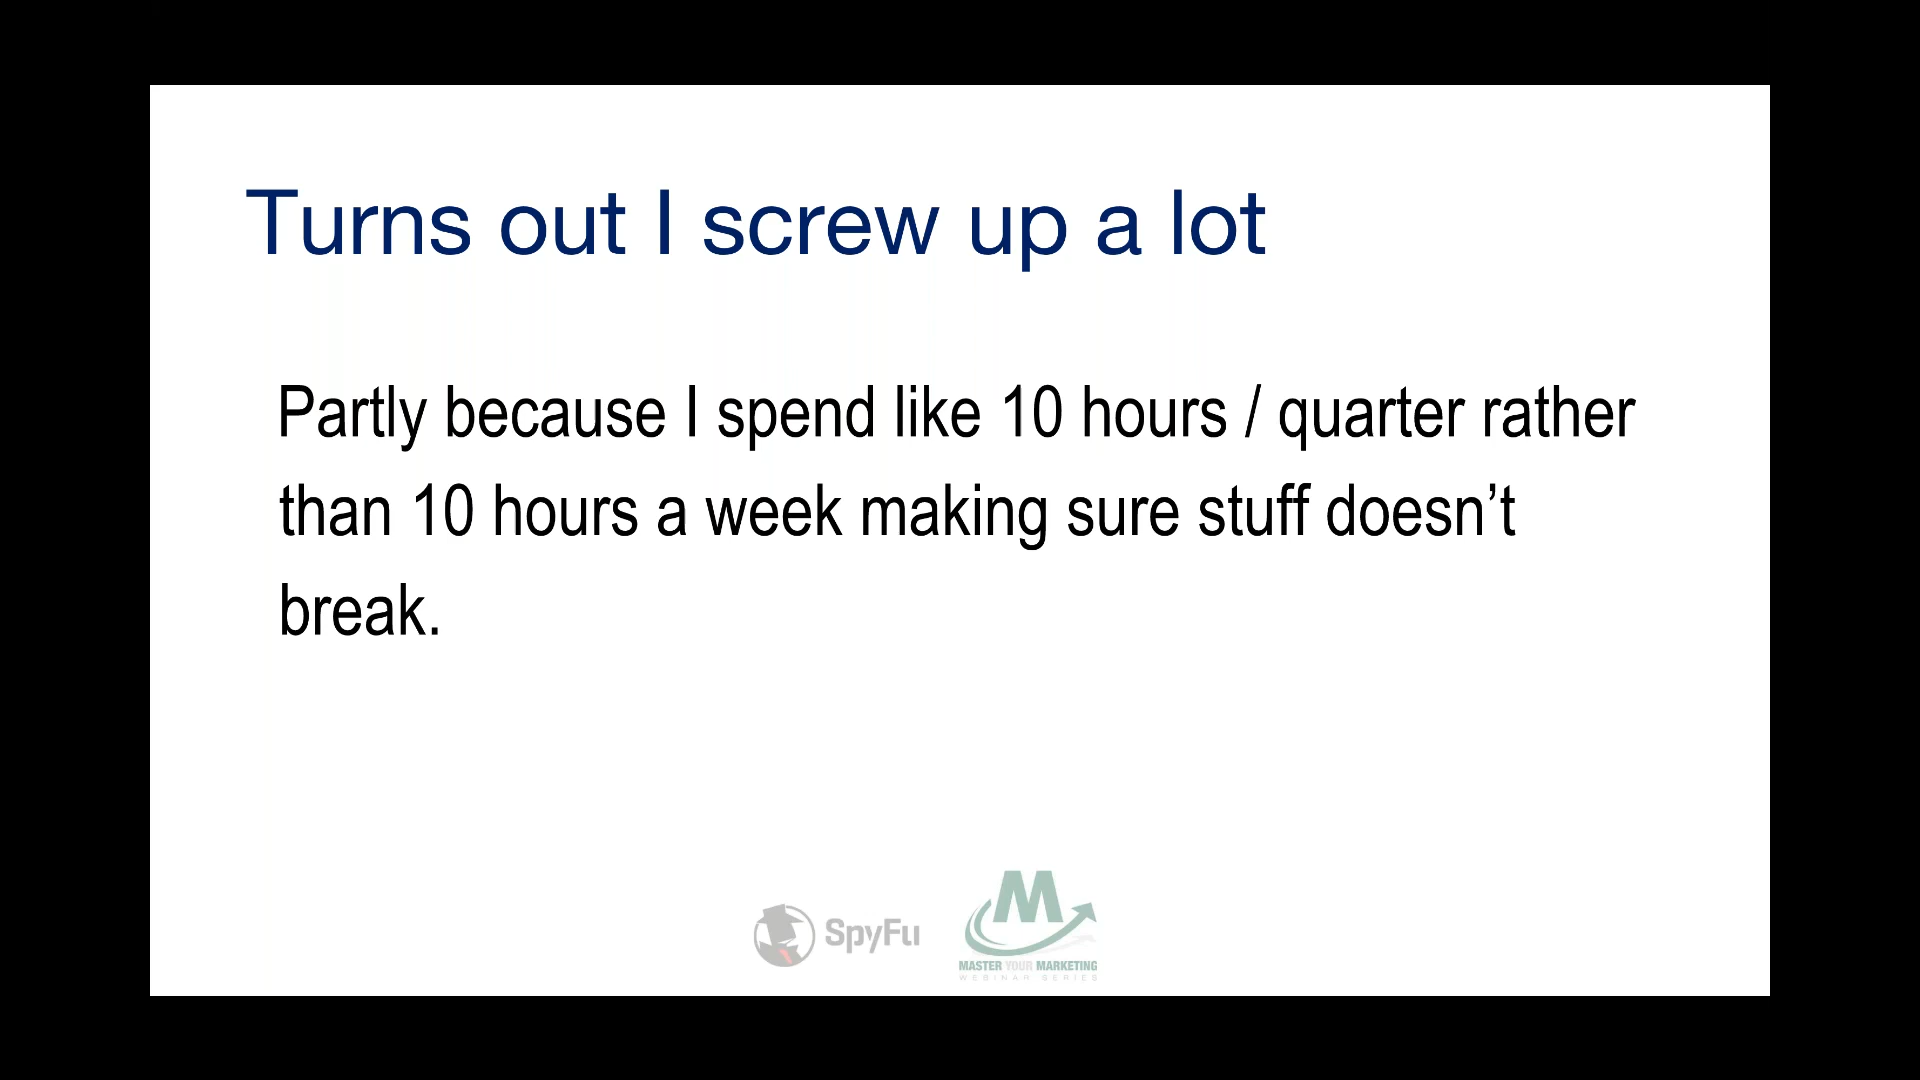 Turns out I screw up a lot
Partly because I spend like 10 hours / quarter rather
than 10 hours a week making sure stuff doesn’t
break.
SpyFu
M
MASTER YOUR MARKETING
WEBINAR SERIES